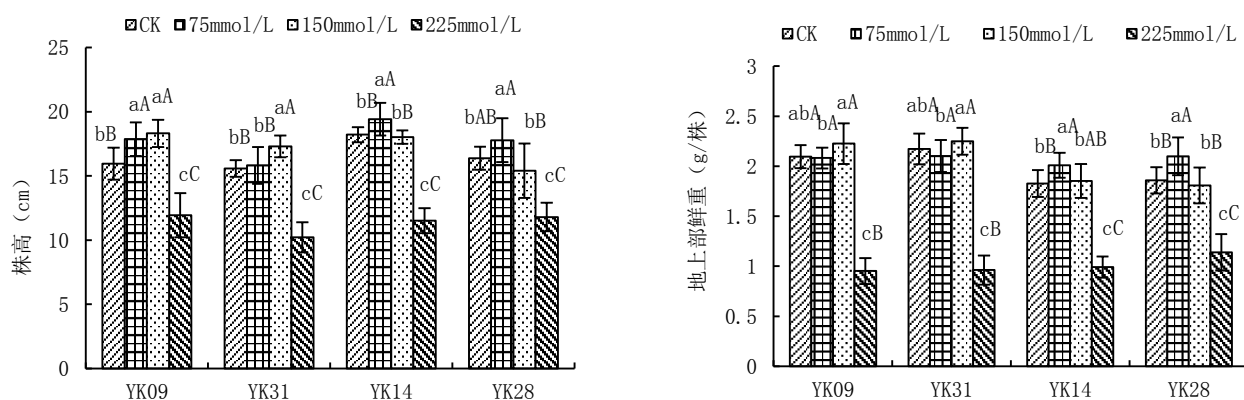 CK 75mmol/L 150mmol/L 225mmol/L
25
20
15
10
5
0
株高（cm）
bB aA aA cC
bB bB aA cC
bB aA bB cC
bAB aA bB cC
YK09 YK31 YK14 YK28
CK 75mmol/L 150mmol/L 225mmol/L
3
2.5
2
1.5
1
0.5
0
地上部鲜重（g/株）
abA bA aA cB
abA bA aA cB
bB aA bAB cC
bB aA bB cC
YK09 YK31 YK14 YK28